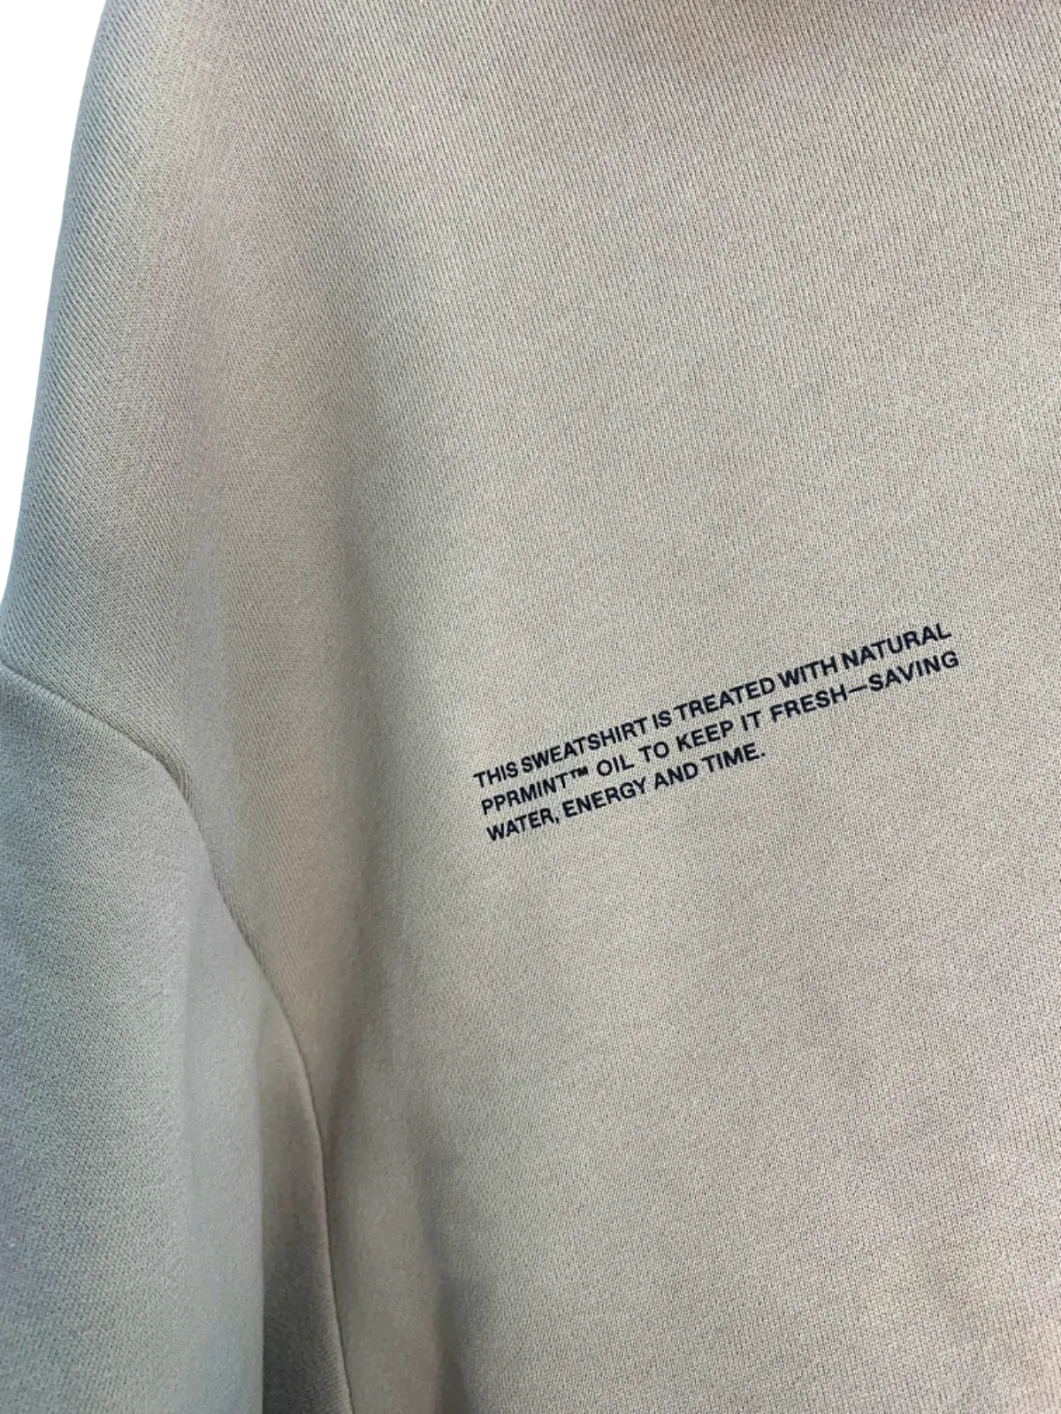 THIS SWEATSHIRT IS TREATED WITH NATURAL
PPRMINT™ OIL TO KEEP IT FRESH—SAVING
WATER, ENERGY AND TIME.